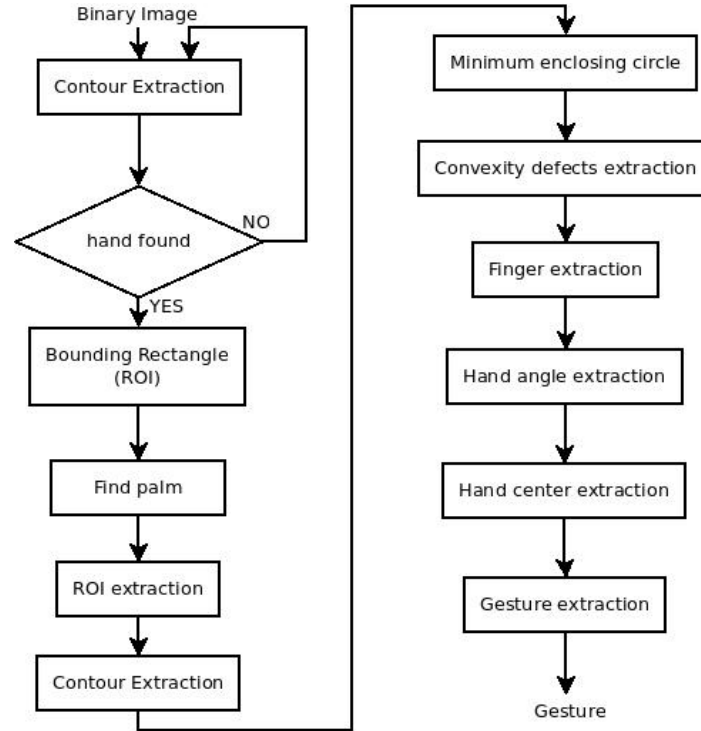 Binary Image
Contour Extraction
hand found
NO
YES
Bounding Rectangle
(ROI)
Find palm
ROI extraction
Contour Extraction
Minimum enclosing circle
Convexity defects extraction
Finger extraction
Hand angle extraction
Hand center extraction
Gesture extraction
Gesture